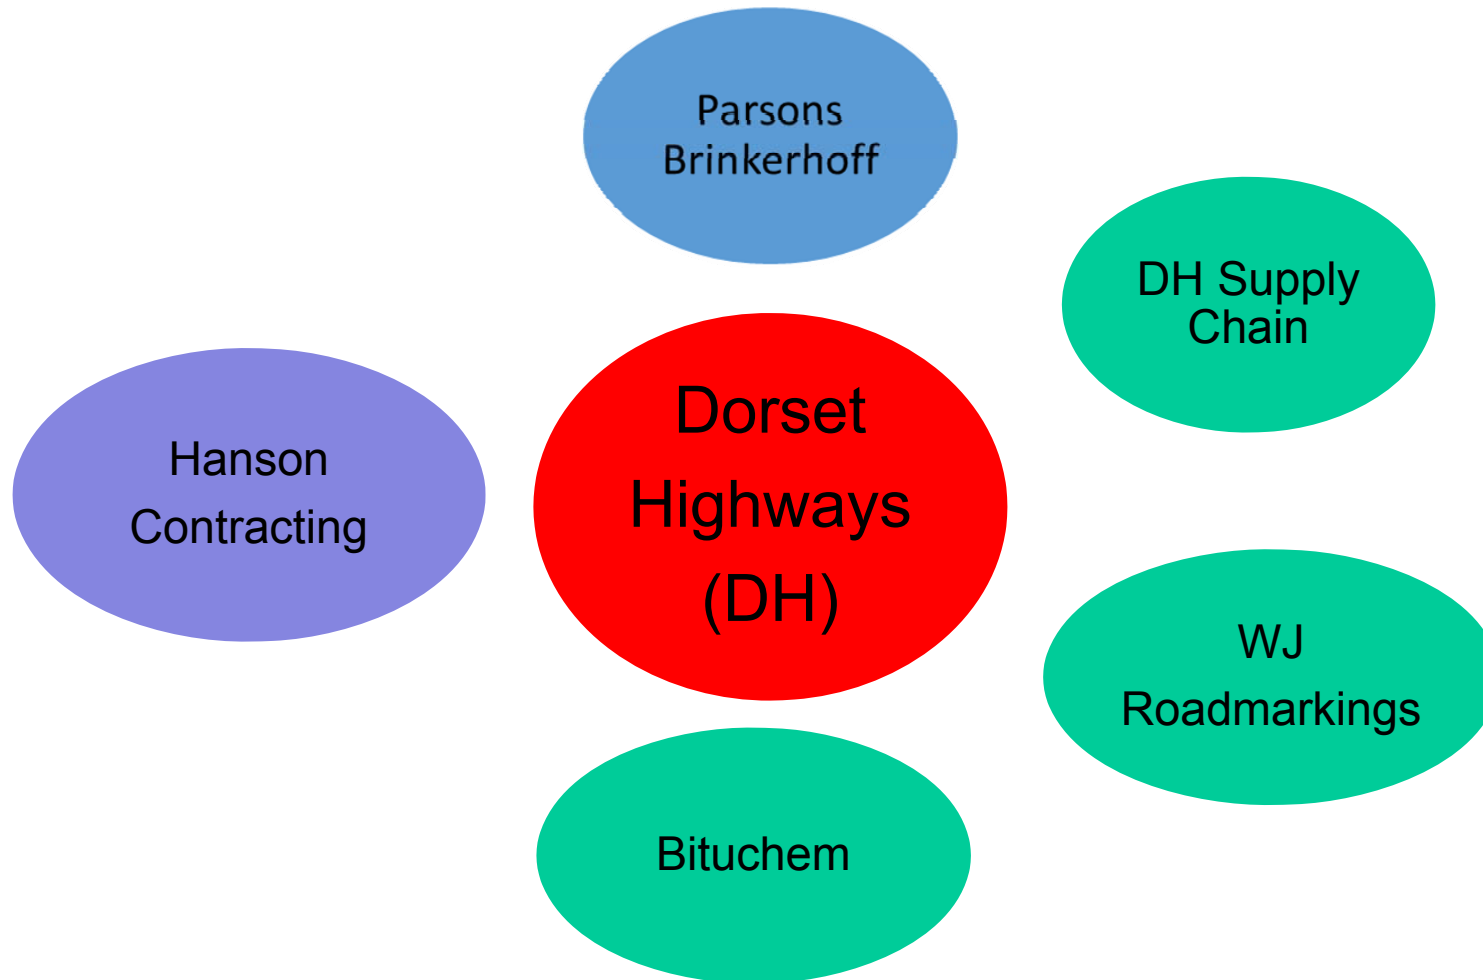 Parsons
Brinkerhoff
DH Supply
Chain
Dorset
Highways
(DH)
Hanson
Contracting
WJ
Roadmarkings
Bituchem